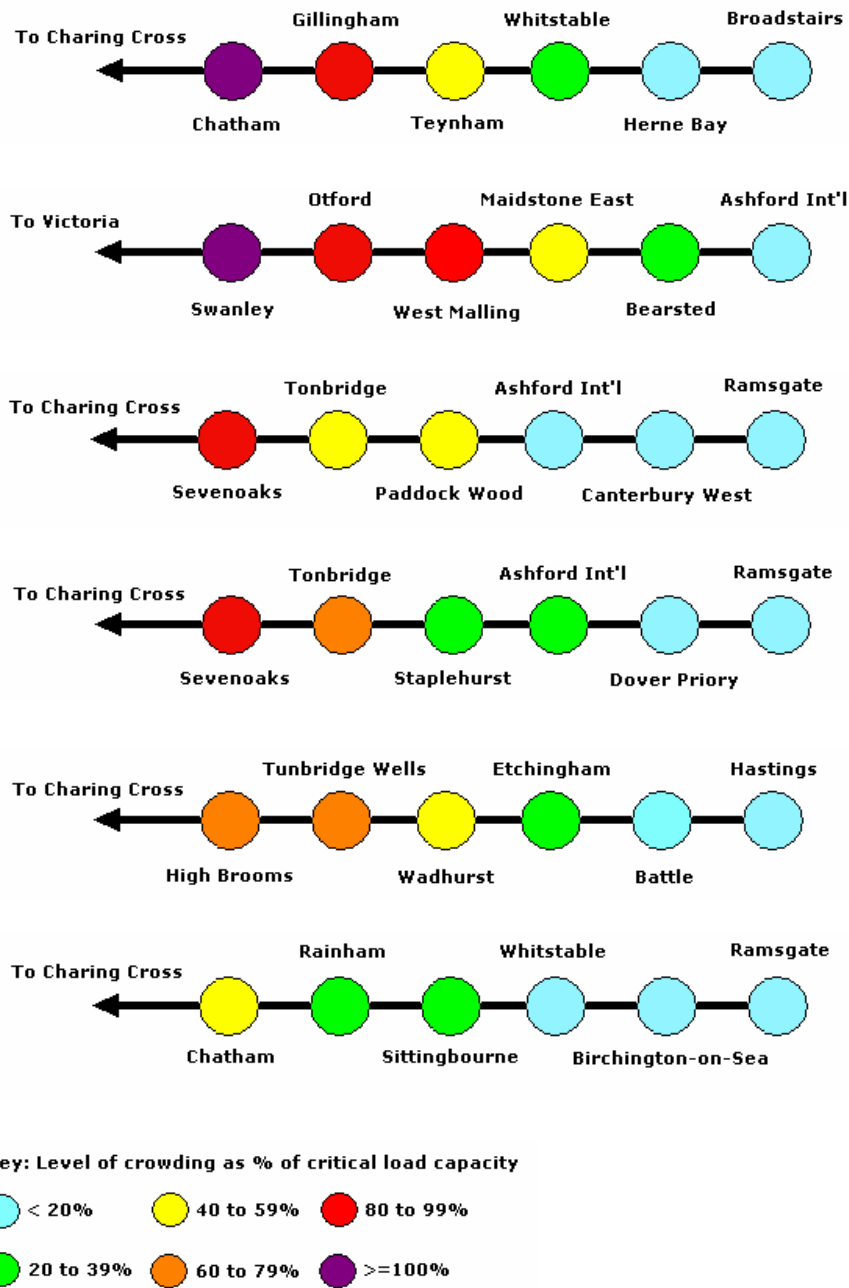 Gillingham Whitstable Broadstairs
To Charing Cross
Chatham Teynham Herne Bay
Otford Maidstone East Ashford Int'l
To Victoria
Swanley West Malling Bearsted
Tonbridge Ashford Int'l Ramsgate
To Charing Cross
Sevenoaks Paddock Wood Canterbury West
Tonbridge Ashford Int'l Ramsgate
To Charing Cross
Sevenoaks Staplehurst Dover Priory
Tunbridge Wells Etchingham Hastings
To Charing Cross
High Brooms Wadhurst Battle
Rainham Whitstable Ramsgate
To Charing Cross
Chatham Sittingbourne Birchington-on-Sea
ey: Level of crowding as % of critical load capacity
< 20% 40 to 59% 80 to 99%
20 to 39% 60 to 79% >=100%